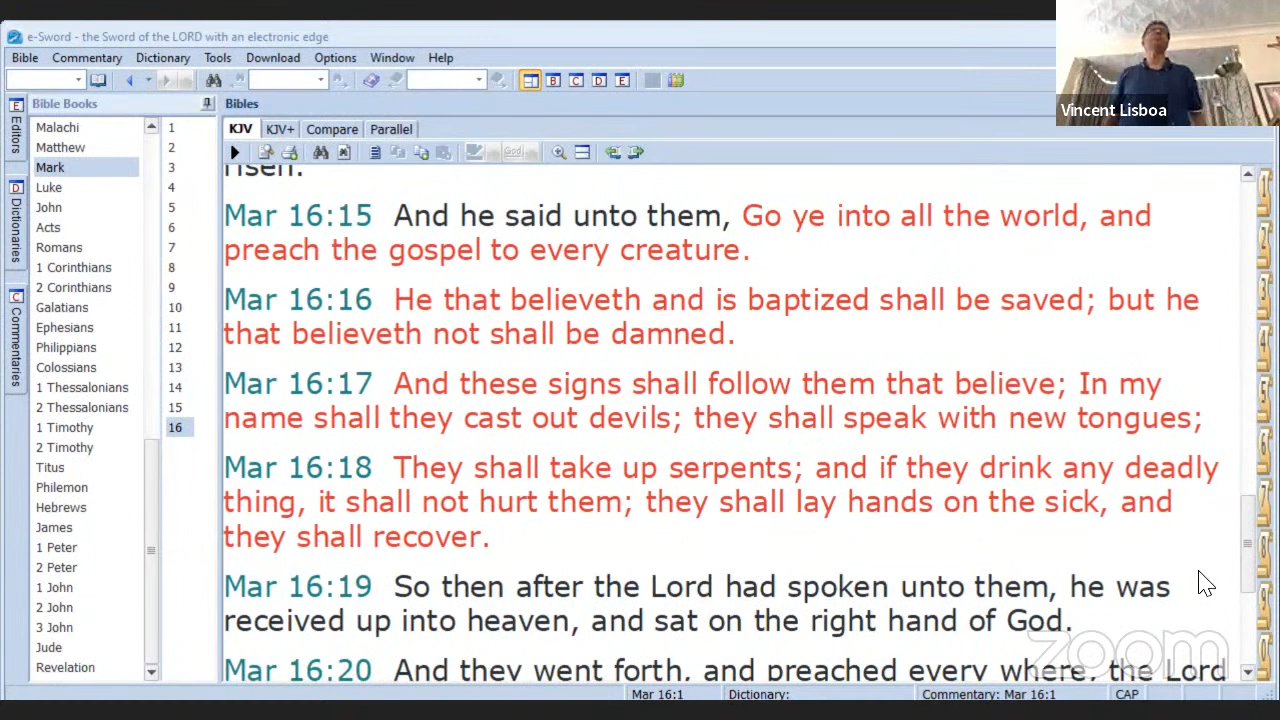 e-Sword - the Sword of the LORD with an electronic edge
Bible Commentary Dictionary Tools Download Options Window Help
B C D E
Vincent Lisboa
E Editors
D Dictionaries
C Commentaries
Bible Books
Malachi
Matthew
Mark
Luke
John
Acts
Romans
1 Corinthians
2 Corinthians
Galatians
Ephesians
Philippians
Colossians
1 Thessalonians
2 Thessalonians
1 Timothy
2 Timothy
Titus
Philemon
Hebrews
James
1 Peter
2 Peter
1 John
2 John
3 John
Jude
Revelation
1
2
3
4
5
6
7
8
9
10
11
12
13
14
15
16
Bibles
KJV KJV+ Compare Parallel
God
risen.
Mar 16:15 And he said unto them, Go ye into all the world, and
preach the gospel to every creature.
Mar 16:16 He that believeth and is baptized shall be saved; but he
that believeth not shall be damned.
Mar 16:17 And these signs shall follow them that believe; In my
name shall they cast out devils; they shall speak with new tongues;
Mar 16:18 They shall take up serpents; and if they drink any deadly
thing, it shall not hurt them; they shall lay hands on the sick, and
they shall recover.
Mar 16:19 So then after the Lord had spoken unto them, he was
received up into heaven, and sat on the right hand of God.
Mar 16:20 And they went forth, and preached every where, the Lord
1
2
3
4
5
6
7
8
9
0
zoom
Mar 16:1 Dictionary: Commentary: Mar 16:1 CAP